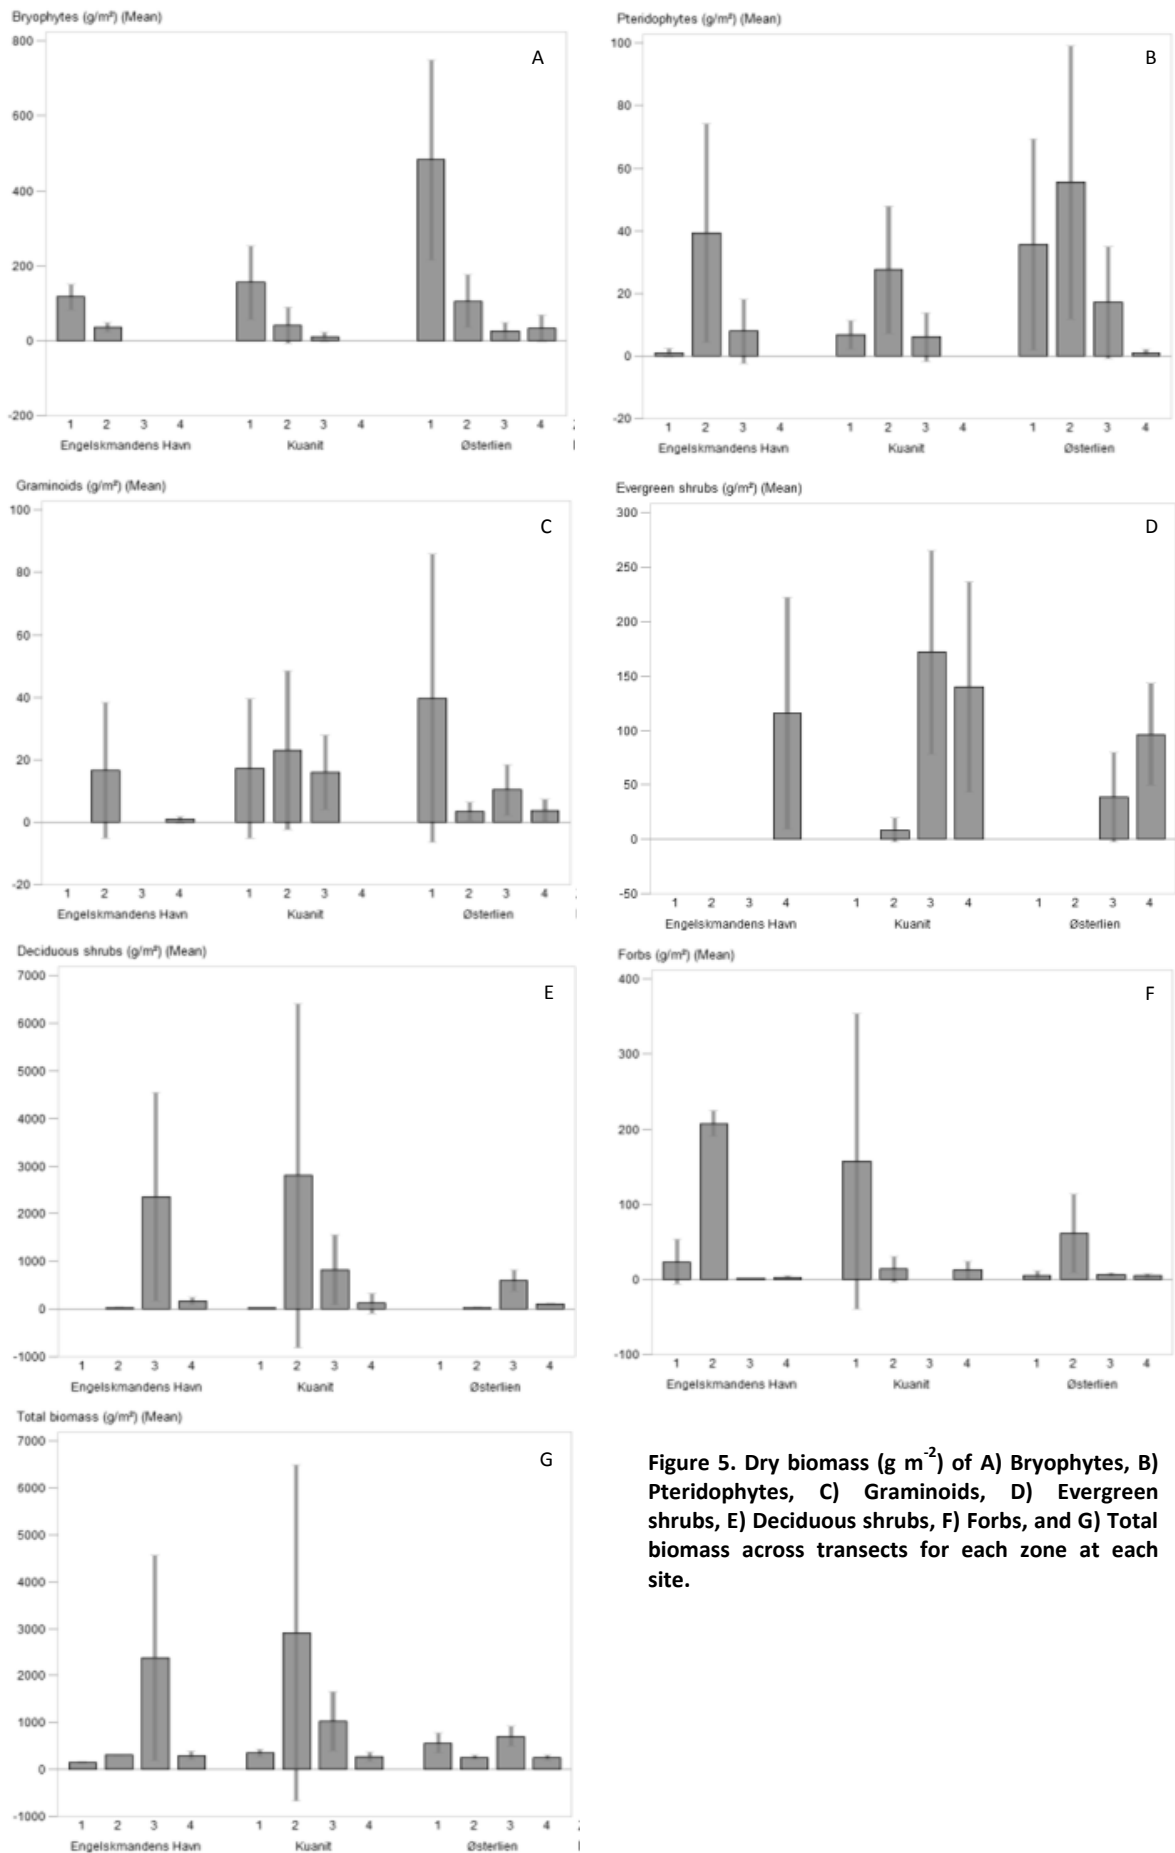 Bryophytes (g/m²) (Mean)
A
800
600
400
200
0
-200
1 2 3 4 1 2 3 4 1 2 3 4
Engelskmandens Havn Kuanit Østerlien
Pteridophytes (g/m²) (Mean)
B
100
80
60
40
20
0
-20
1 2 3 4 1 2 3 4 1 2 3 4
Engelskmandens Havn Kuanit Østerlien
Graminoids (g/m²) (Mean)
C
100
80
60
40
20
0
-20
1 2 3 4 1 2 3 4 1 2 3 4
Engelskmandens Havn Kuanit Østerlien
Evergreen shrubs (g/m²) (Mean)
D
300
250
200
150
100
50
0
-50
1 2 3 4 1 2 3 4 1 2 3 4
Engelskmandens Havn Kuanit Østerlien
Deciduous shrubs (g/m²) (Mean)
E
7000
6000
5000
4000
3000
2000
1000
0
-1000
1 2 3 4 1 2 3 4 1 2 3 4
Engelskmandens Havn Kuanit Østerlien
Forbs (g/m²) (Mean)
F
400
300
200
100
0
-100
1 2 3 4 1 2 3 4 1 2 3 4
Engelskmandens Havn Kuanit Østerlien
Total biomass (g/m²) (Mean)
G
7000
6000
5000
4000
3000
2000
1000
0
-1000
1 2 3 4 1 2 3 4 1 2 3 4
Engelskmandens Havn Kuanit Østerlien
Figure 5. Dry biomass (g m⁻²) of A) Bryophytes, B)
Pteridophytes, C) Graminoids, D) Evergreen
shrubs, E) Deciduous shrubs, F) Forbs, and G) Total
biomass across transects for each zone at each
site.